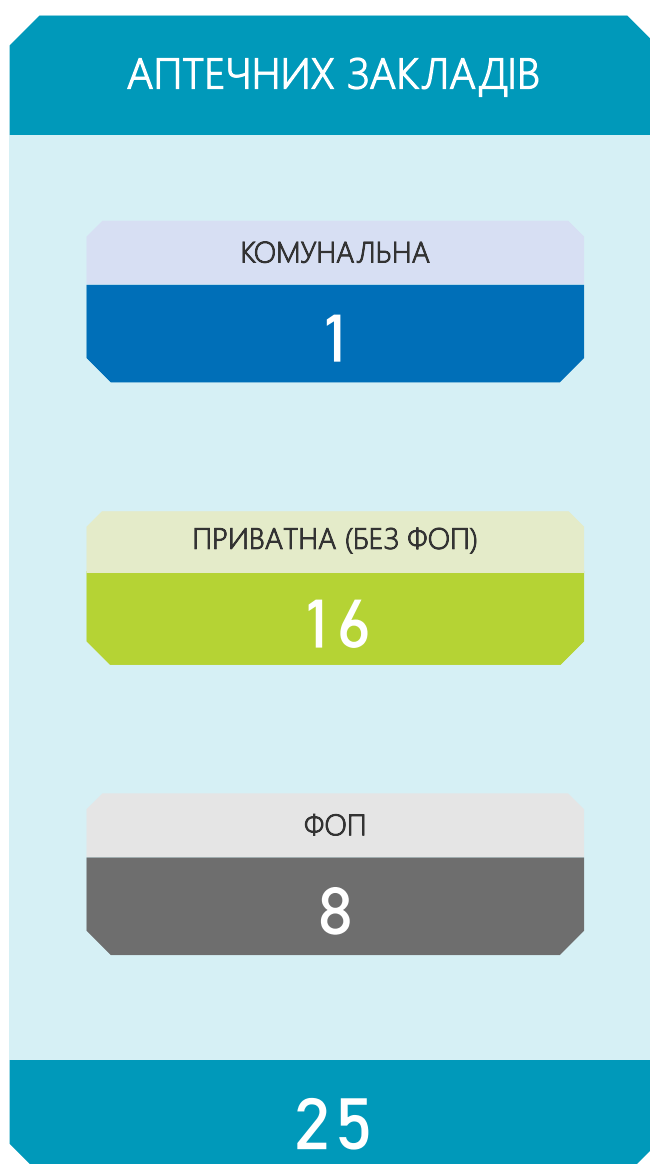 АПТЕЧНИХ ЗАКЛАДІВ
КОМУНАЛЬНА
1
ПРИВАТНА (БЕЗ ФОП)
16
ФОП
8
25